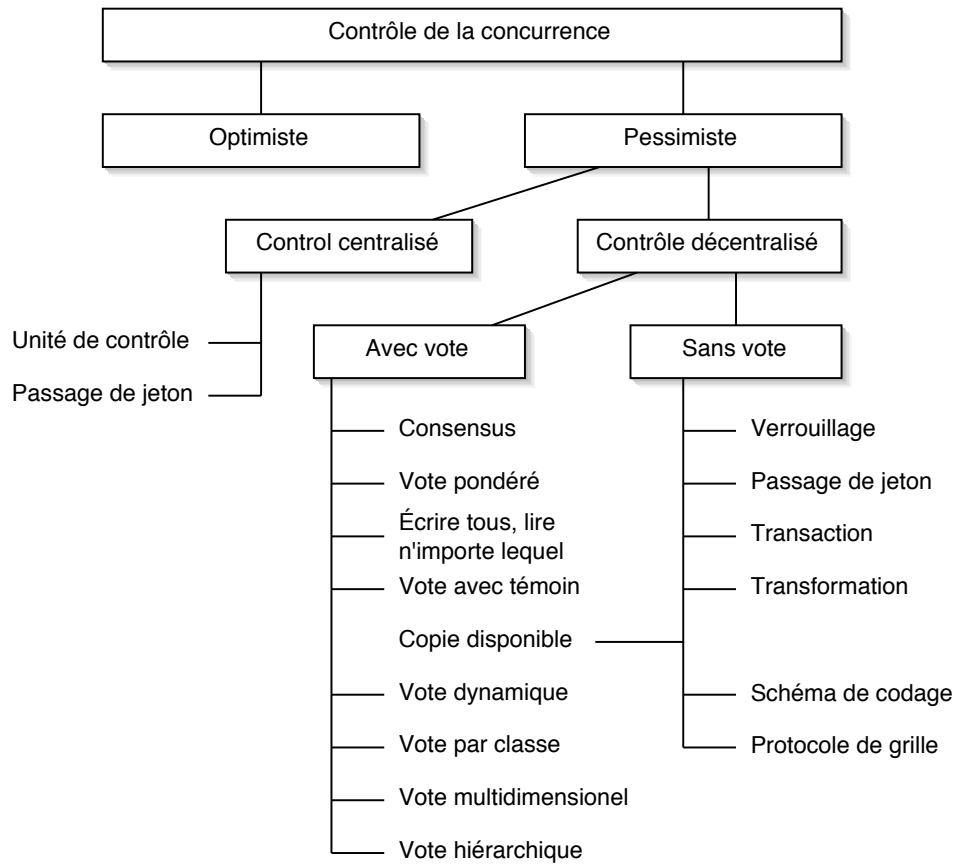 Contrôle de la concurrence
Optimiste
Pessimiste
Control centralisé
Contrôle décentralisé
Unité de contrôle
Passage de jeton
Avec vote
Sans vote
Consensus
Vote pondéré
Écrire tous, lire
n'importe lequel
Vote avec témoin
Copie disponible
Vote dynamique
Vote par classe
Vote multidimensionel
Vote hiérarchique
Verrouillage
Passage de jeton
Transaction
Transformation
Schéma de codage
Protocole de grille